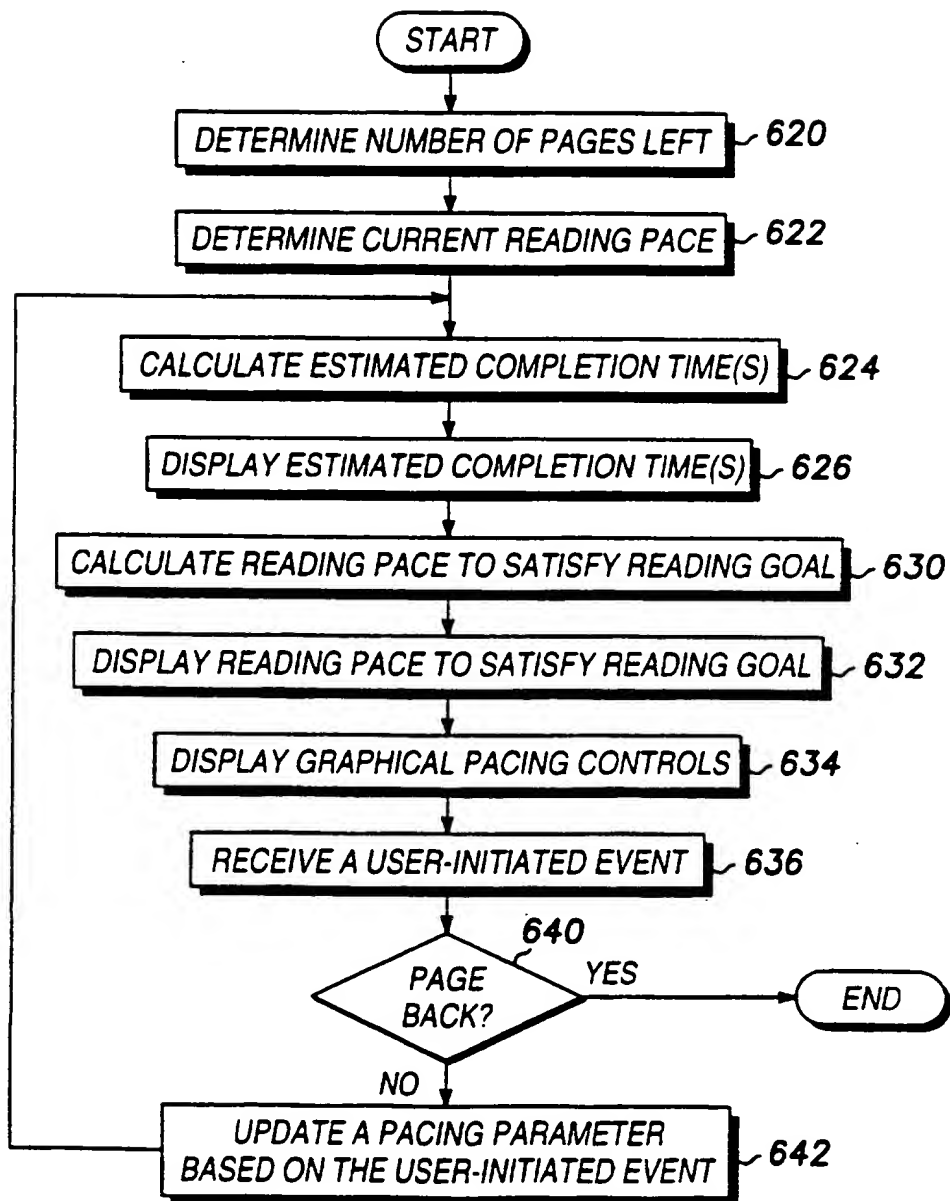 START
DETERMINE NUMBER OF PAGES LEFT 620
DETERMINE CURRENT READING PACE 622
CALCULATE ESTIMATED COMPLETION TIME(S) 624
DISPLAY ESTIMATED COMPLETION TIME(S) 626
CALCULATE READING PACE TO SATISFY READING GOAL 630
DISPLAY READING PACE TO SATISFY READING GOAL 632
DISPLAY GRAPHICAL PACING CONTROLS 634
RECEIVE A USER-INITIATED EVENT 636
640
PAGE
BACK?
YES
END
NO
UPDATE A PACING PARAMETER
BASED ON THE USER-INITIATED EVENT 642